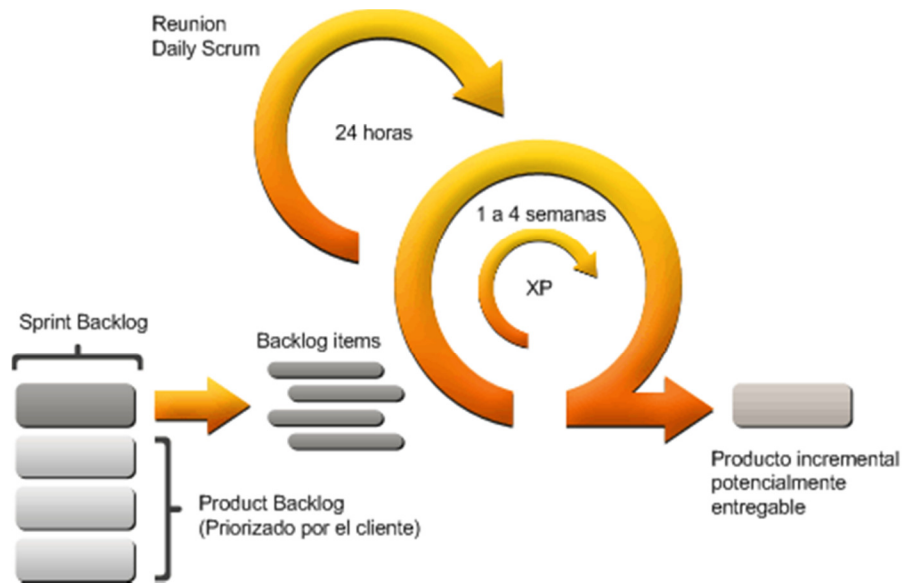 Reunion
Daily Scrum
24 horas
1 a 4 semanas
XP
Sprint Backlog
Backlog items
Product Backlog
(Priorizado por el cliente)
Producto incremental
potencialmente
entregable